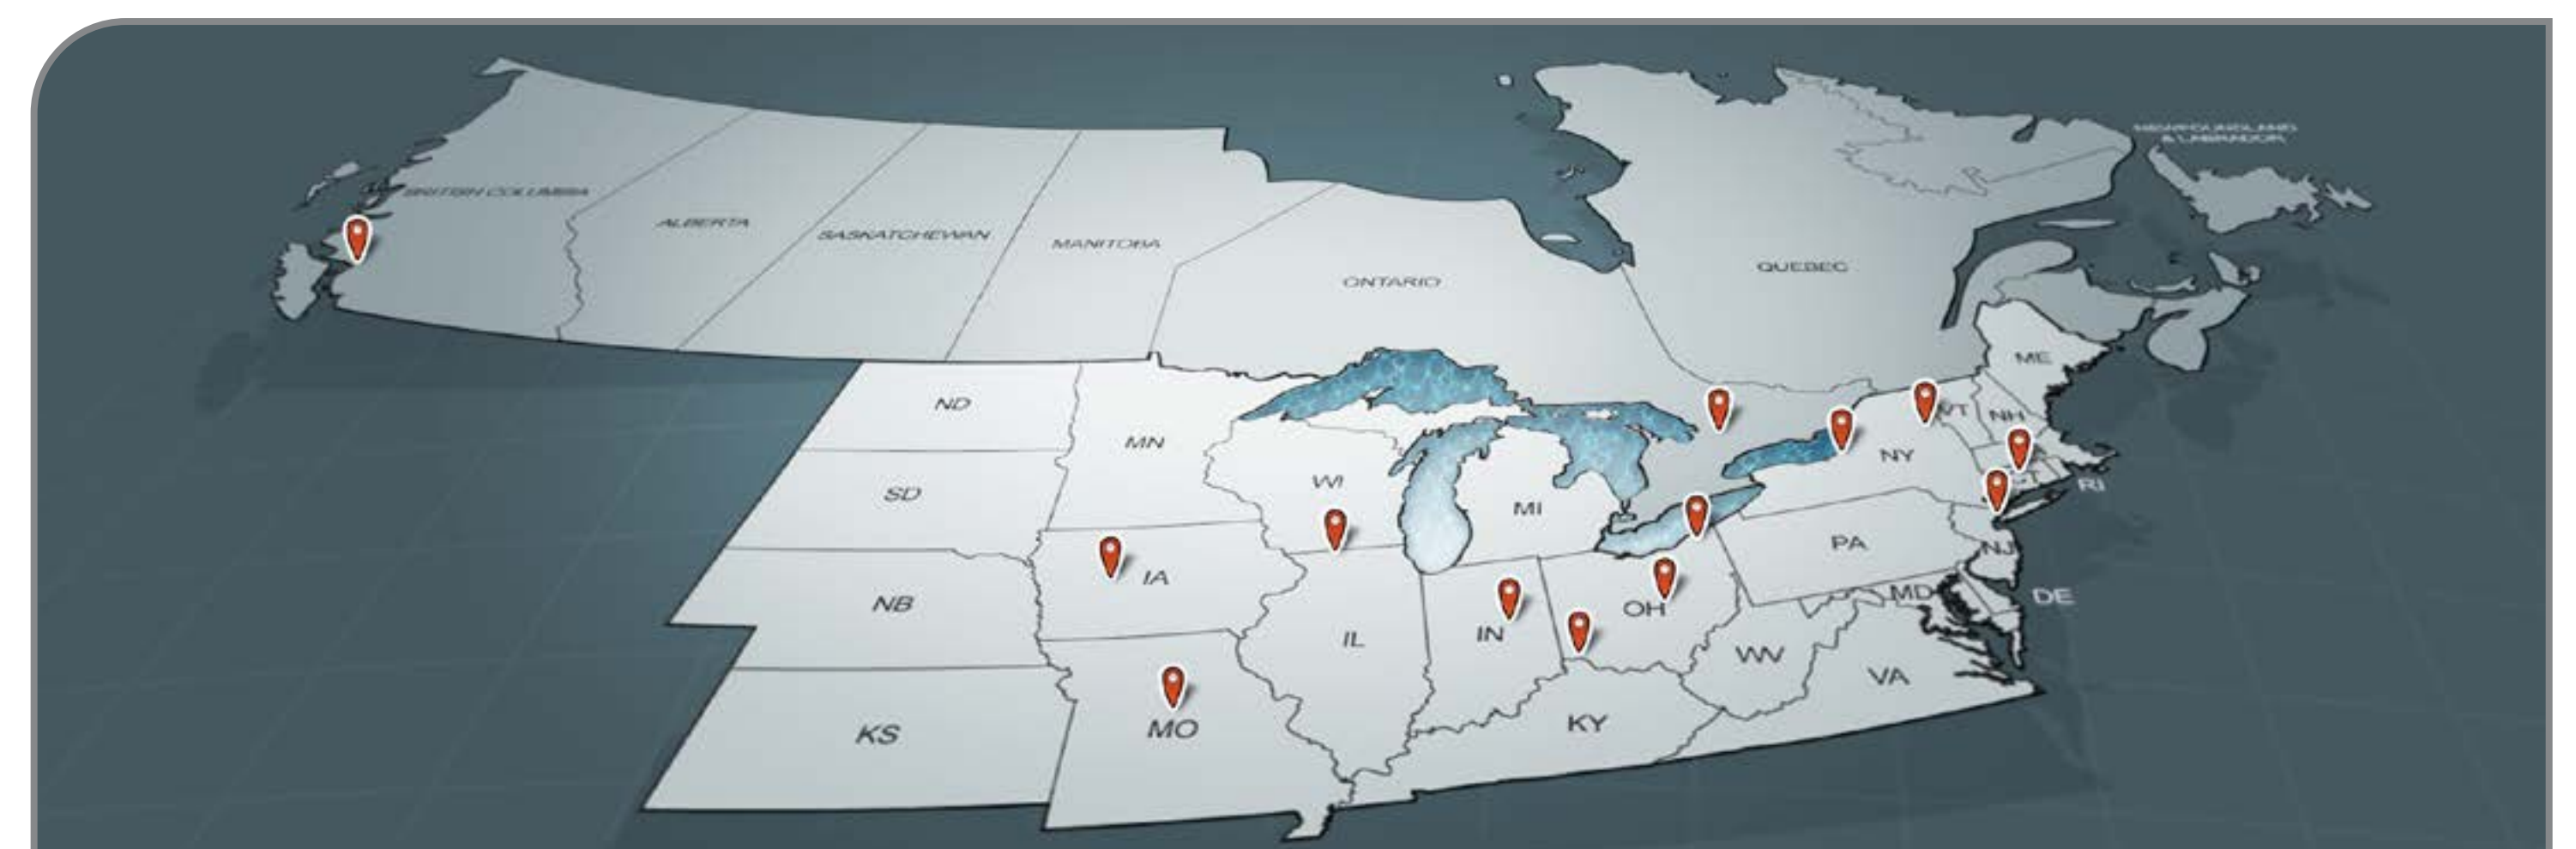 NEWFOUNDLAND
& LABRADOR
BRITISH COLUMBIA
ALBERTA
SASKATCHEWAN
MANITOBA
ONTARIO
QUEBEC
ME
ND
MN
VT
NH
NY
WI
SD
MI
RI
PA
NJ
IA
NB
OH
MD
DE
IN
IL
WV
VA
MO
KS
KY